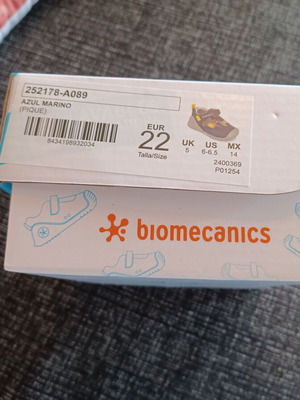 252178-A089
AZUL MARINO
(PIQUE)
8434198932034
EUR
22
Talla/Size
UK US MX
5 6-6.5 14
2400369
P01254
biomecanics